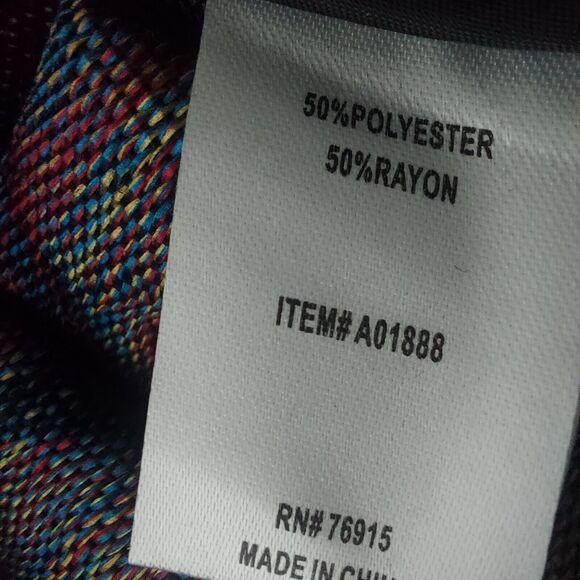 50%POLYESTER
50%RAYON
ITEM# A01888
RN# 76915
MADE IN